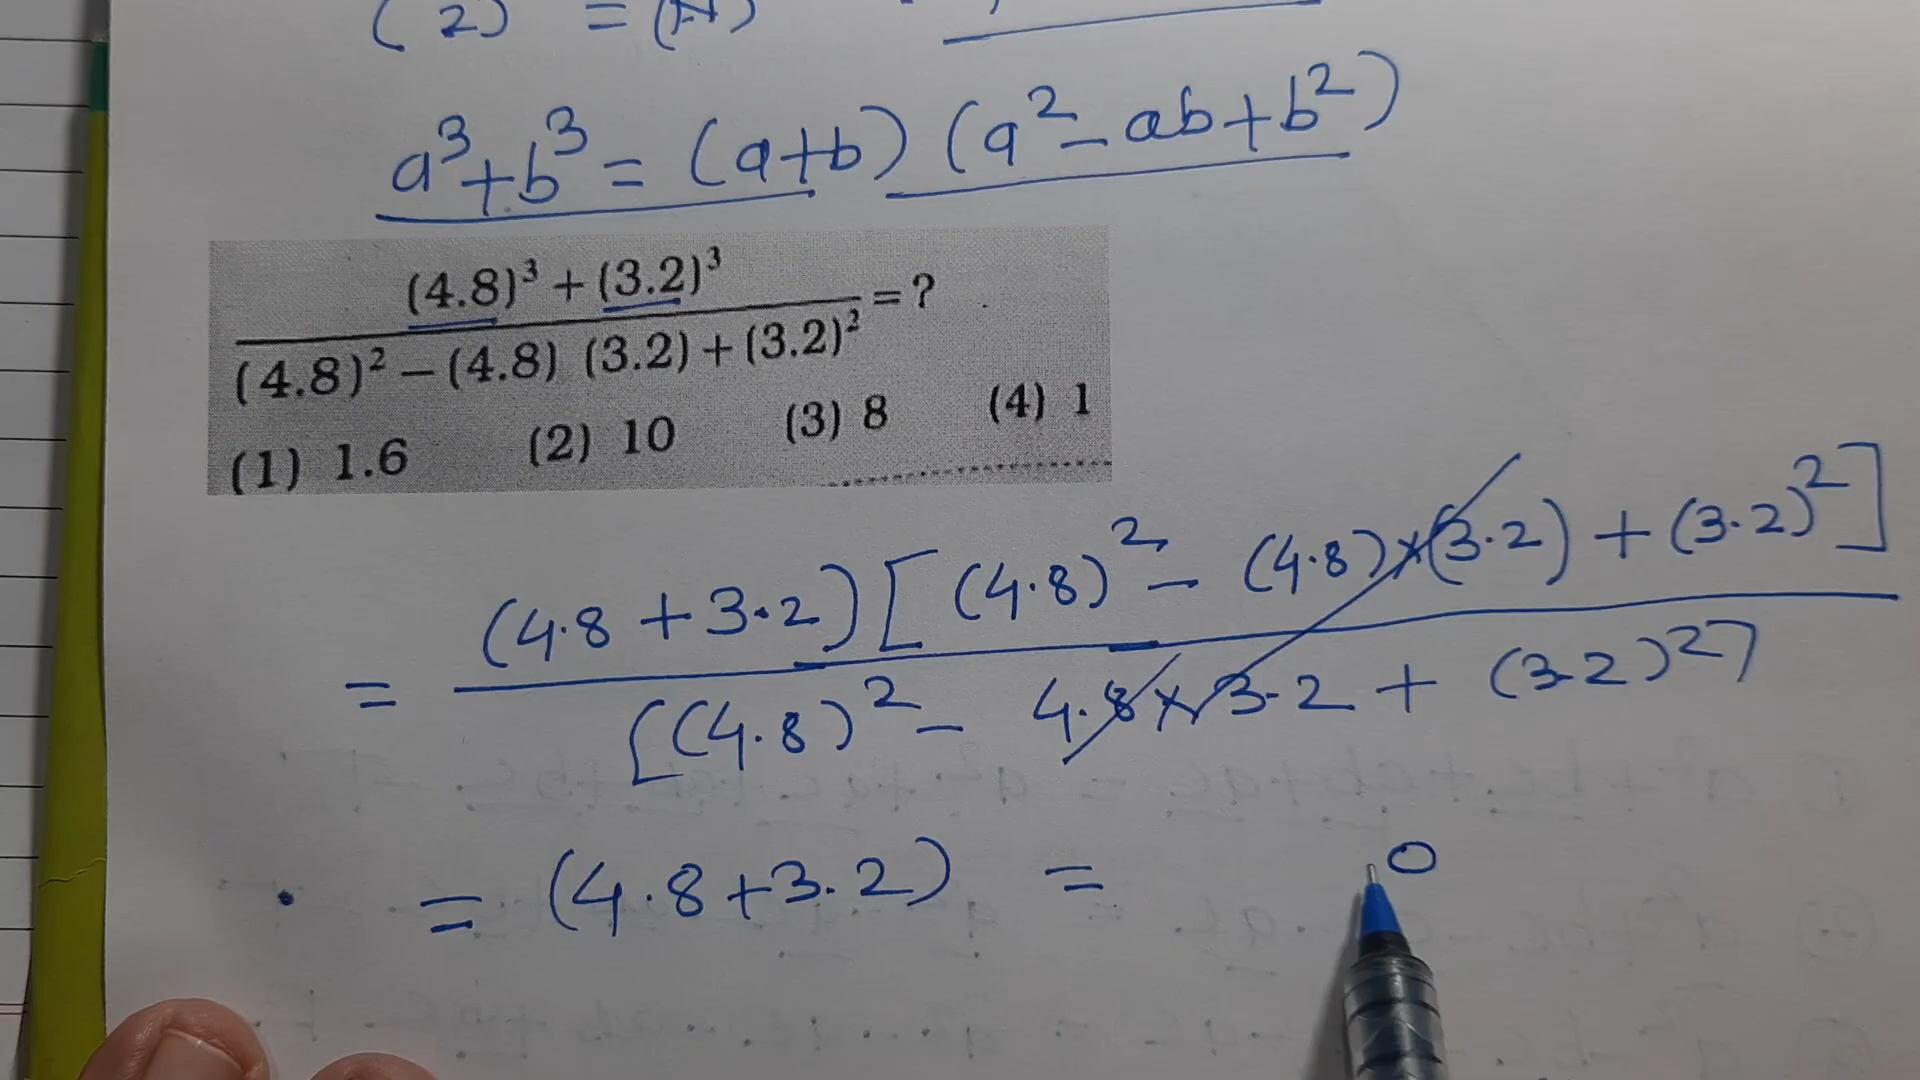 (2) =
a³+b³ = (a+b) (a²-ab+b²)
(4.8)³ + (3.2)³
= ?
(4.8)² – (4.8) (3.2) + (3.2)²
(1) 1.6 (2) 10 (3) 8 (4) 1
(4.8 + 3.2) [(4.8)² - (4.8)×(3.2) + (3.2)²]
=
[(4.8)² - 4.8×3.2 + (3.2)²]
= (4.8+3.2) = 0